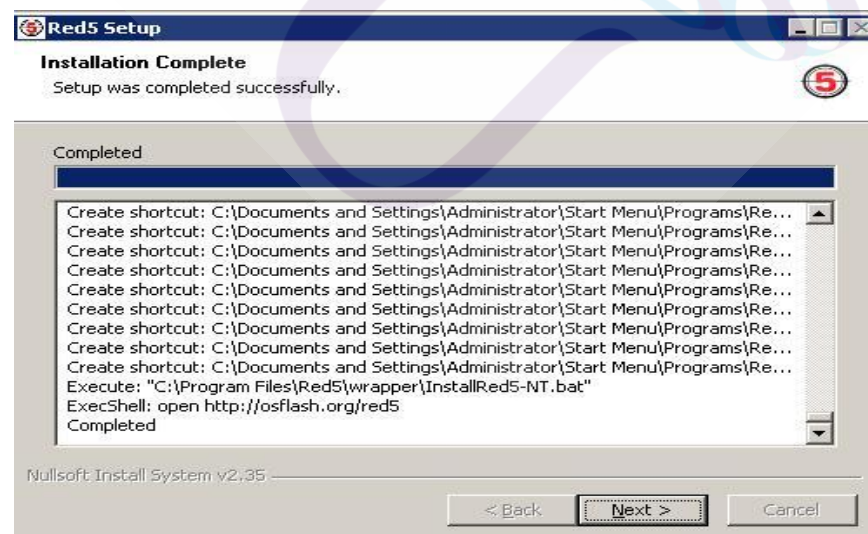 Red5 Setup
Installation Complete
Setup was completed successfully.
5
Completed
Create shortcut: C:\Documents and Settings\Administrator\Start Menu\Programs\Re...
Create shortcut: C:\Documents and Settings\Administrator\Start Menu\Programs\Re...
Create shortcut: C:\Documents and Settings\Administrator\Start Menu\Programs\Re...
Create shortcut: C:\Documents and Settings\Administrator\Start Menu\Programs\Re...
Create shortcut: C:\Documents and Settings\Administrator\Start Menu\Programs\Re...
Create shortcut: C:\Documents and Settings\Administrator\Start Menu\Programs\Re...
Create shortcut: C:\Documents and Settings\Administrator\Start Menu\Programs\Re...
Create shortcut: C:\Documents and Settings\Administrator\Start Menu\Programs\Re...
Create shortcut: C:\Documents and Settings\Administrator\Start Menu\Programs\Re...
Execute: "C:\Program Files\Red5\wrapper\InstallRed5-NT.bat"
ExecShell: open http://osflash.org/red5
Completed
Nullsoft Install System v2.35
< Back Next > Cancel